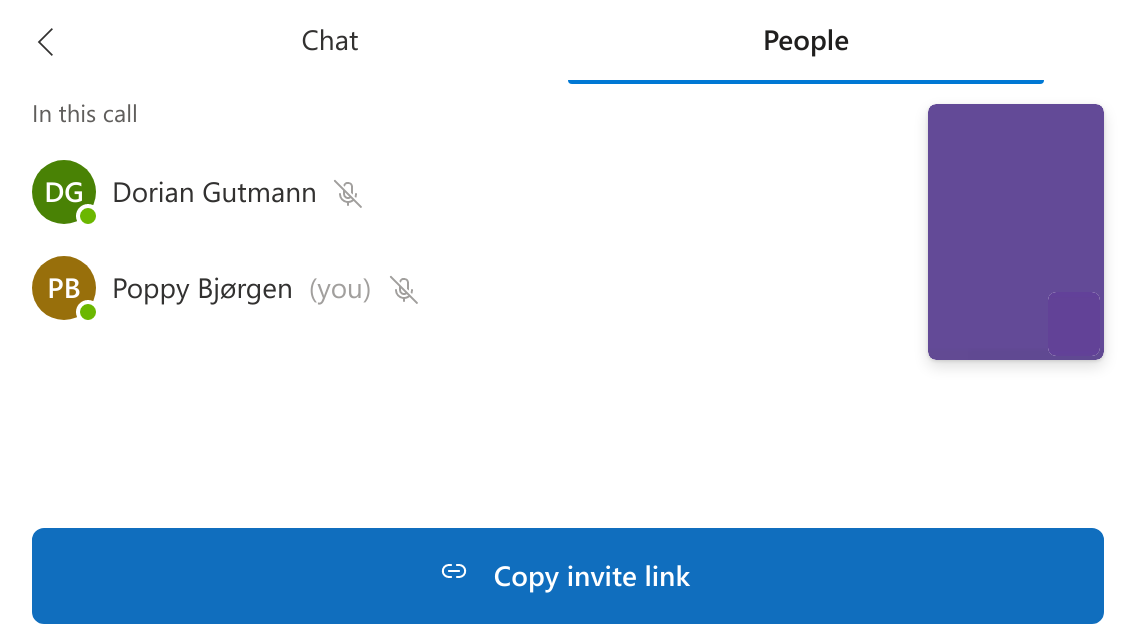 Chat People
In this call
DG Dorian Gutmann
PB Poppy Bjørgen (you)
Copy invite link